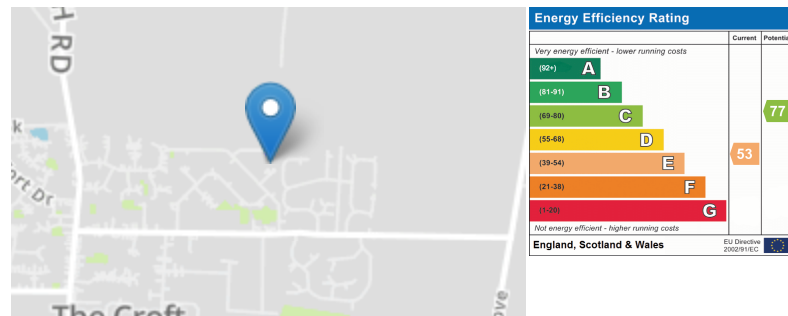 H RD
k
ort Dr
The Croft
ove
Energy Efficiency Rating
Current
Potentia
Very energy efficient - lower running costs
(92+) A
(81-91) B
(69-80) C
77
(55-68) D
53
(39-54) E
(21-38) F
(1-20) G
Not energy efficient - higher running costs
England, Scotland & Wales
EU Directive
2002/91/EC